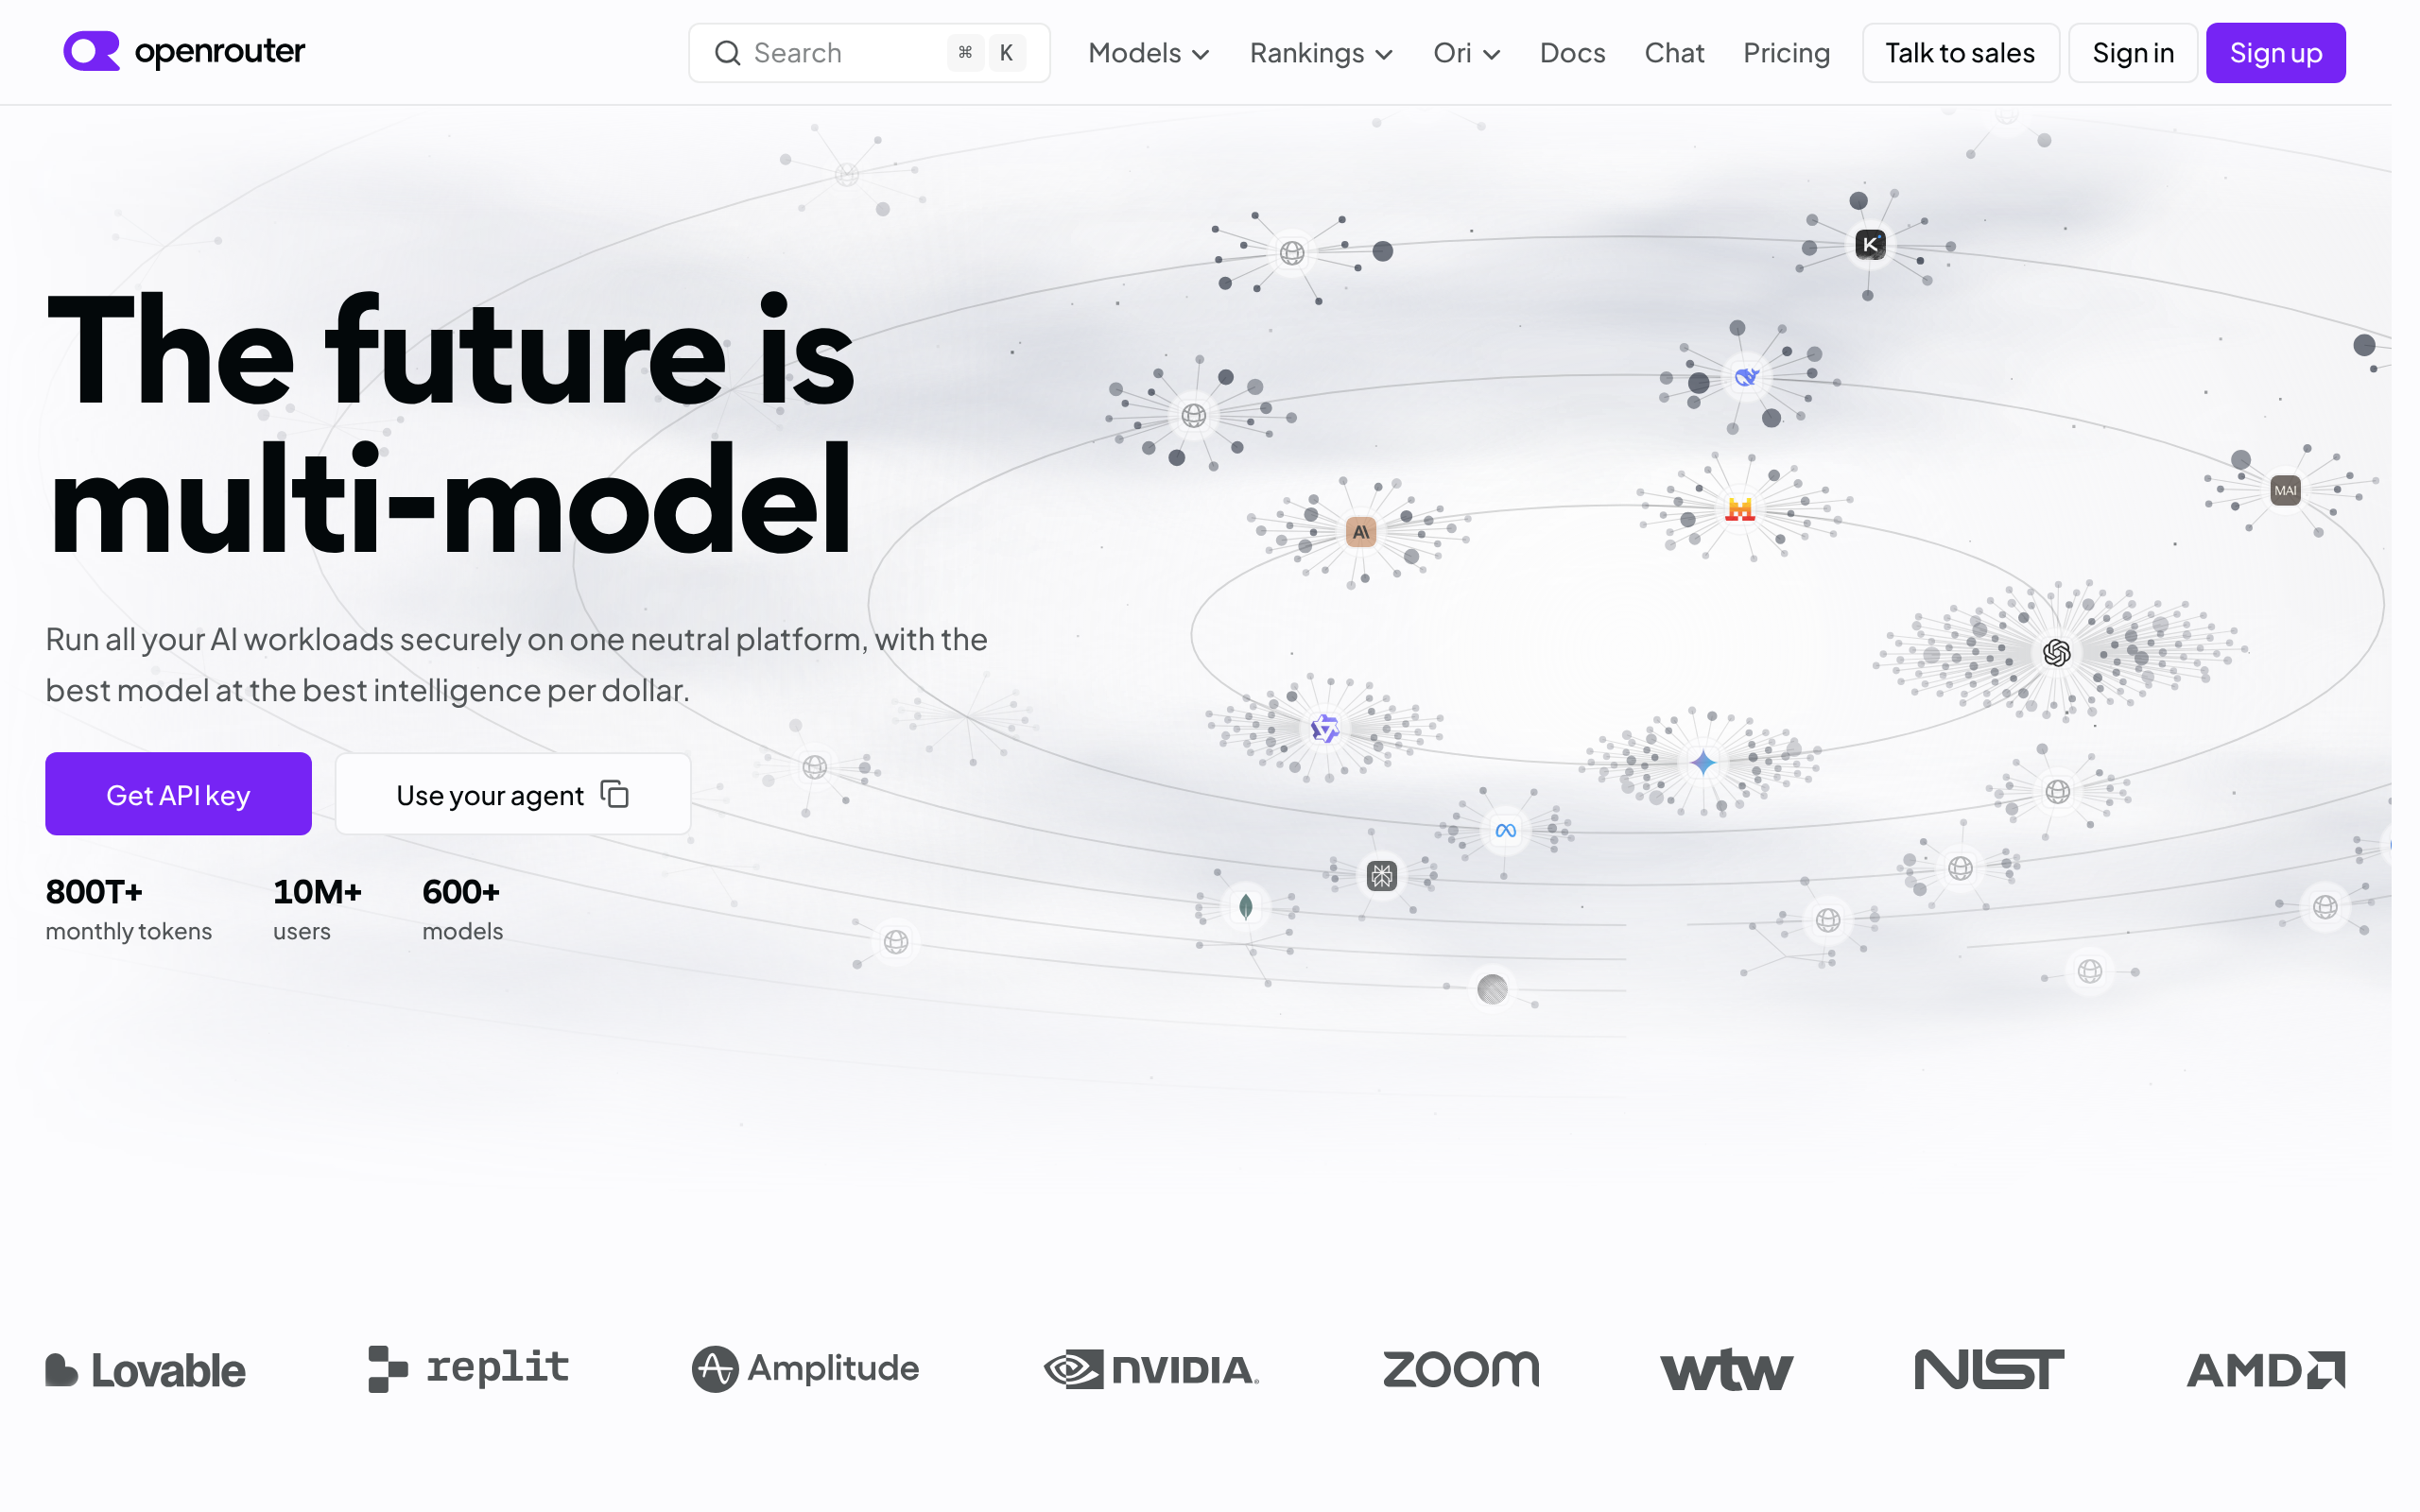 openrouter
Search ⌘ K
Models
Rankings
Ori
Docs
Chat
Pricing
Talk to sales
Sign in
Sign up
The future is
multi-model
Run all your AI workloads securely on one neutral platform, with the
best model at the best intelligence per dollar.
Get API key
Use your agent
800T+
monthly tokens
10M+
users
600+
models
K
MAI
AI
Lovable
replit
Amplitude
NVIDIA
zoom
wtw
NIST
AMD